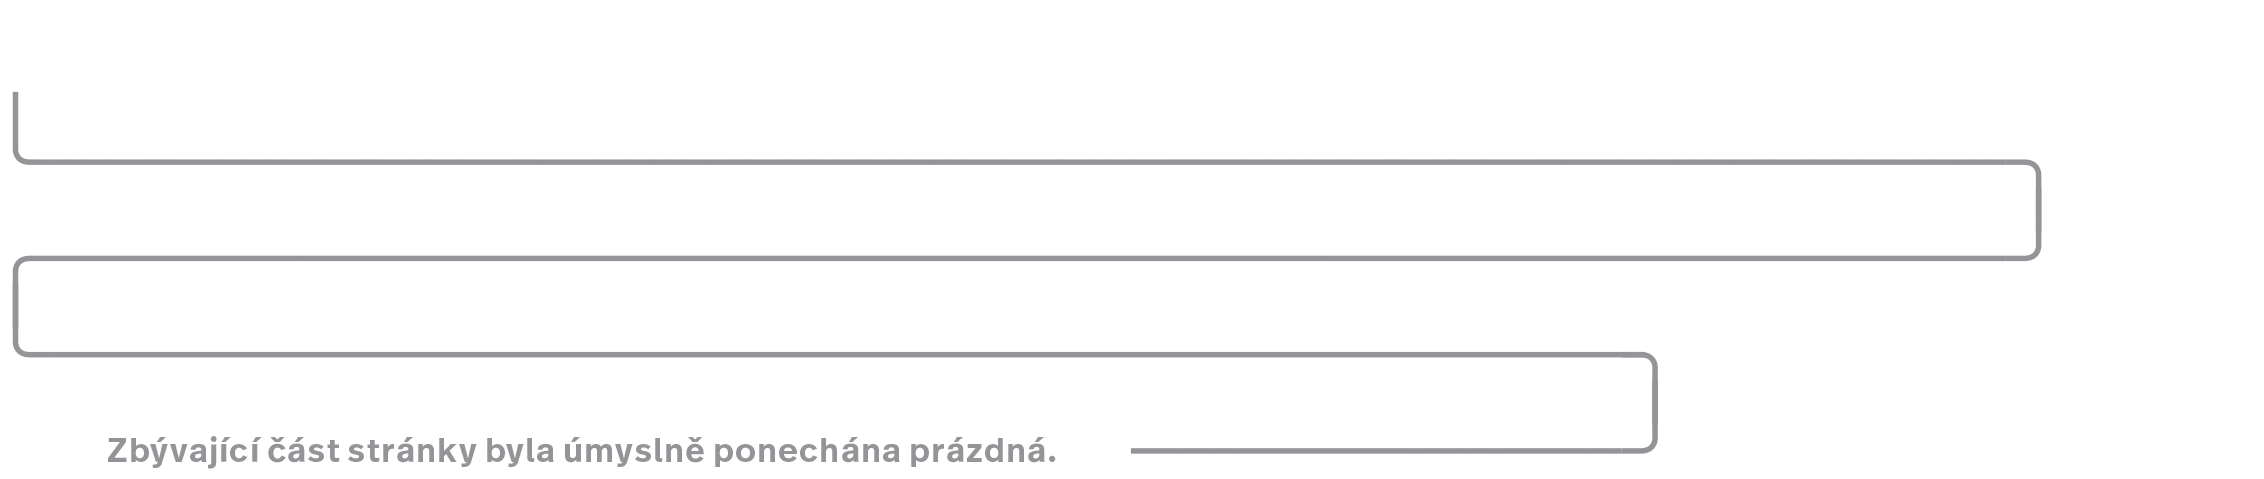 Zbývající část stránky byla úmyslně ponechána prázdná.